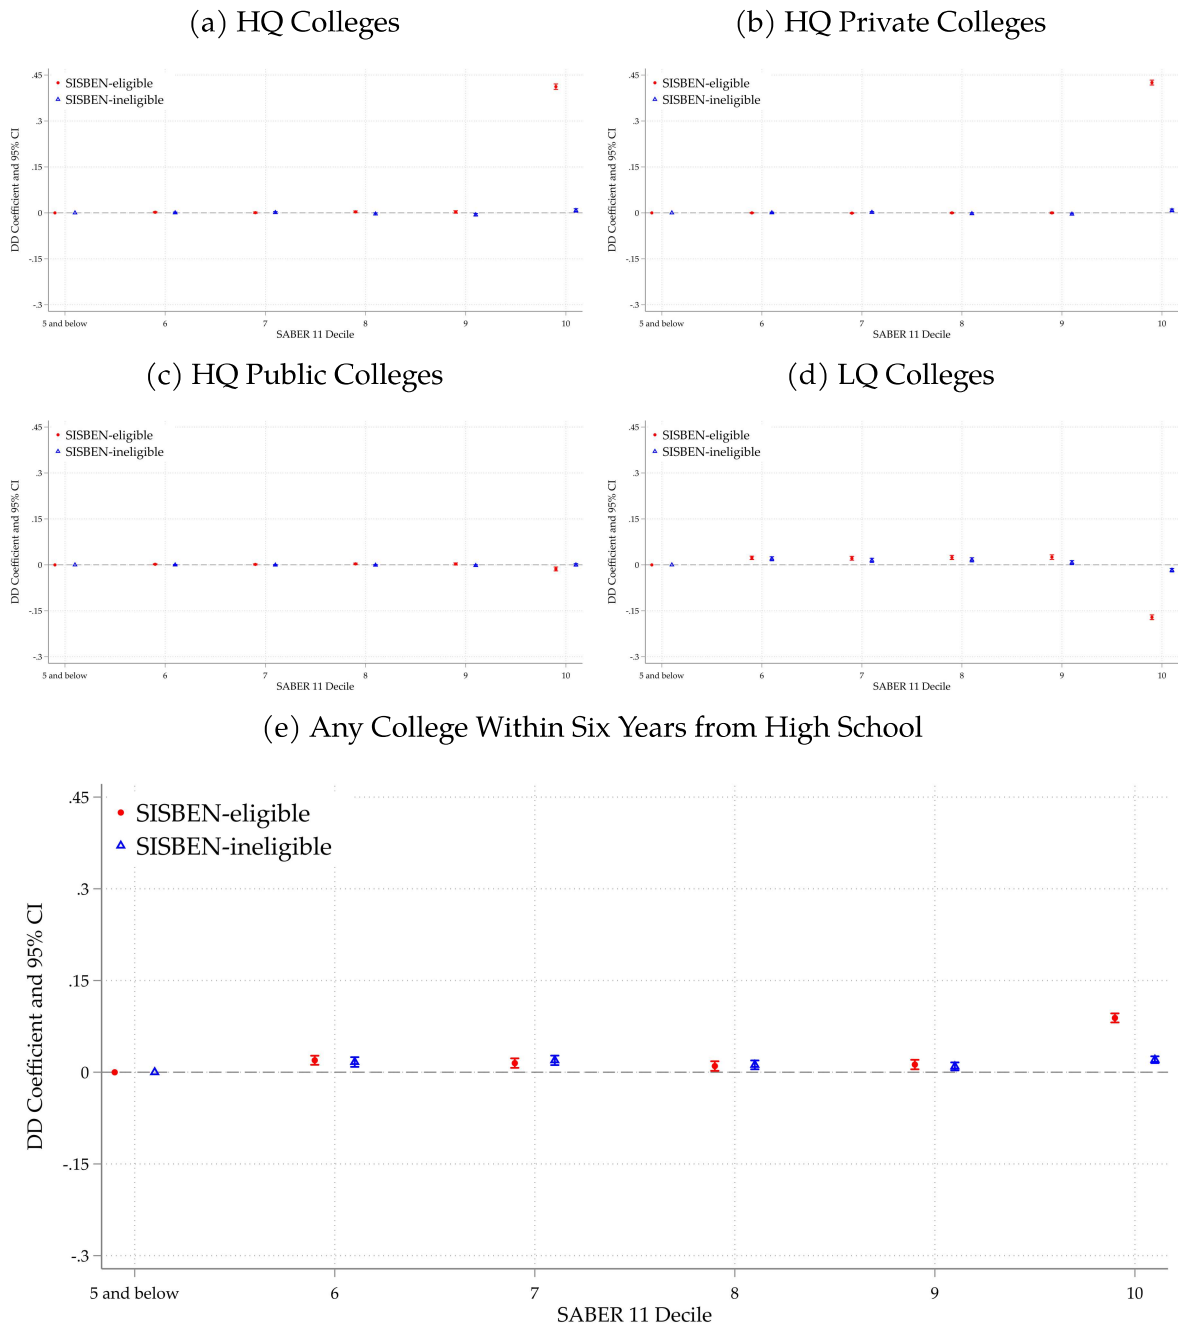 (a) HQ Colleges
.45
.3
.15
0
-.15
-.3
DD Coefficient and 95% CI
SISBEN-eligible
SISBEN-ineligible
5 and below 6 7 8 9 10
SABER 11 Decile
(b) HQ Private Colleges
.45
.3
.15
0
-.15
-.3
DD Coefficient and 95% CI
SISBEN-eligible
SISBEN-ineligible
5 and below 6 7 8 9 10
SABER 11 Decile
(c) HQ Public Colleges
.45
.3
.15
0
-.15
-.3
DD Coefficient and 95% CI
SISBEN-eligible
SISBEN-ineligible
5 and below 6 7 8 9 10
SABER 11 Decile
(d) LQ Colleges
.45
.3
.15
0
-.15
-.3
DD Coefficient and 95% CI
SISBEN-eligible
SISBEN-ineligible
5 and below 6 7 8 9 10
SABER 11 Decile
(e) Any College Within Six Years from High School
.45
.3
.15
0
-.15
-.3
DD Coefficient and 95% CI
SISBEN-eligible
SISBEN-ineligible
5 and below 6 7 8 9 10
SABER 11 Decile